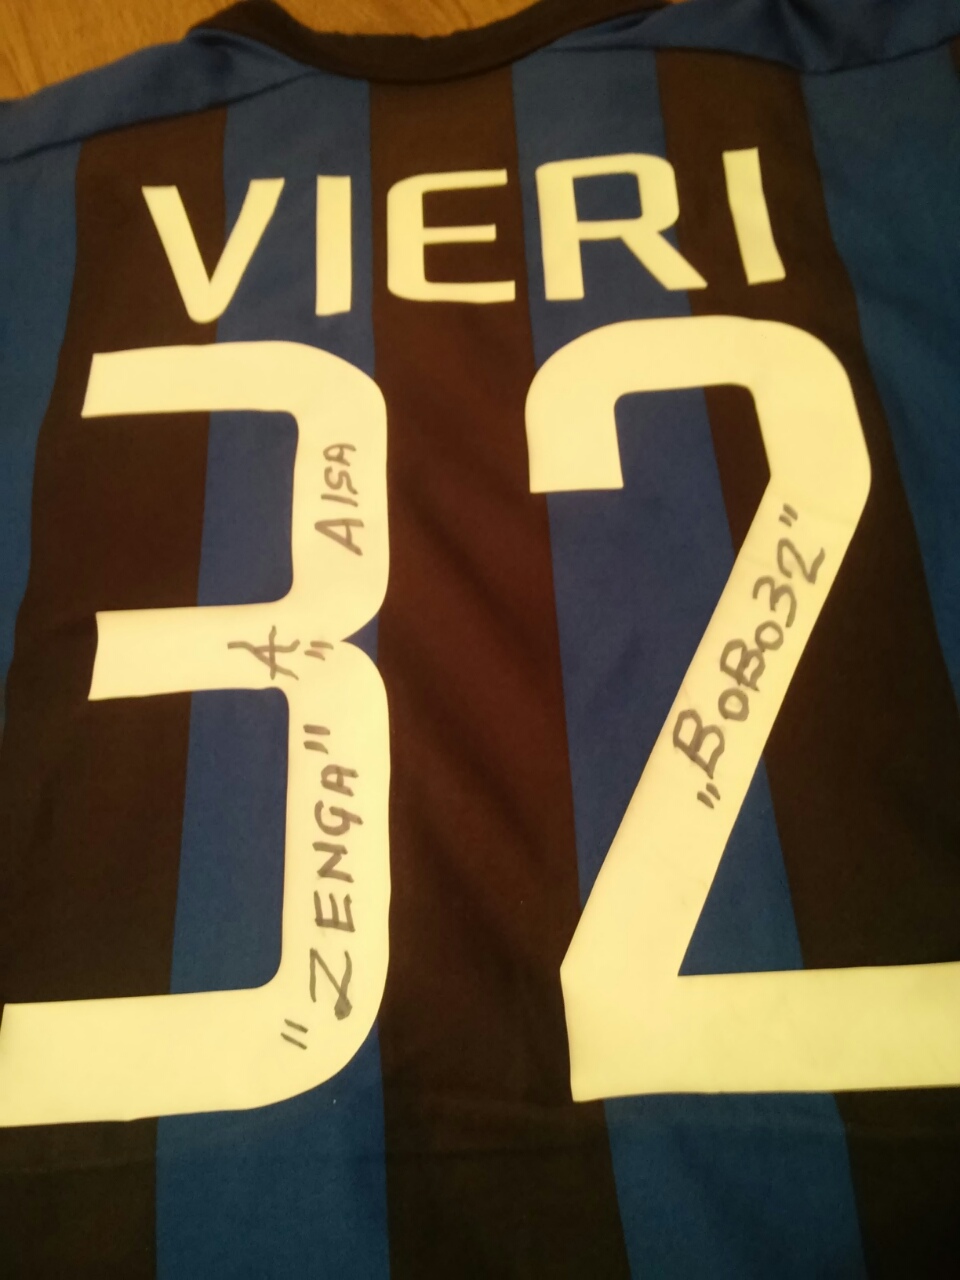 VIERI
32
AISA
A
"ZENGA"
„BOBO32"